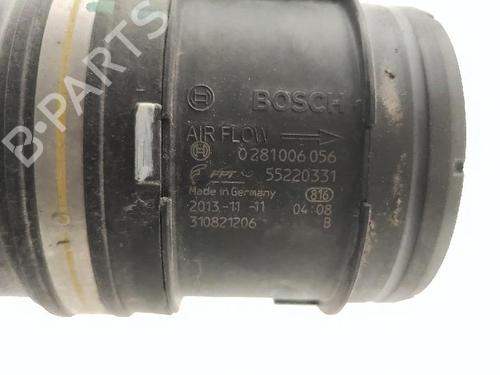 B-PARTS
BOSCH
AIR FLOW
0 281 006 056
FPT 55220331
Made in Germany 816
2013-11-11 04:08
310821206 B